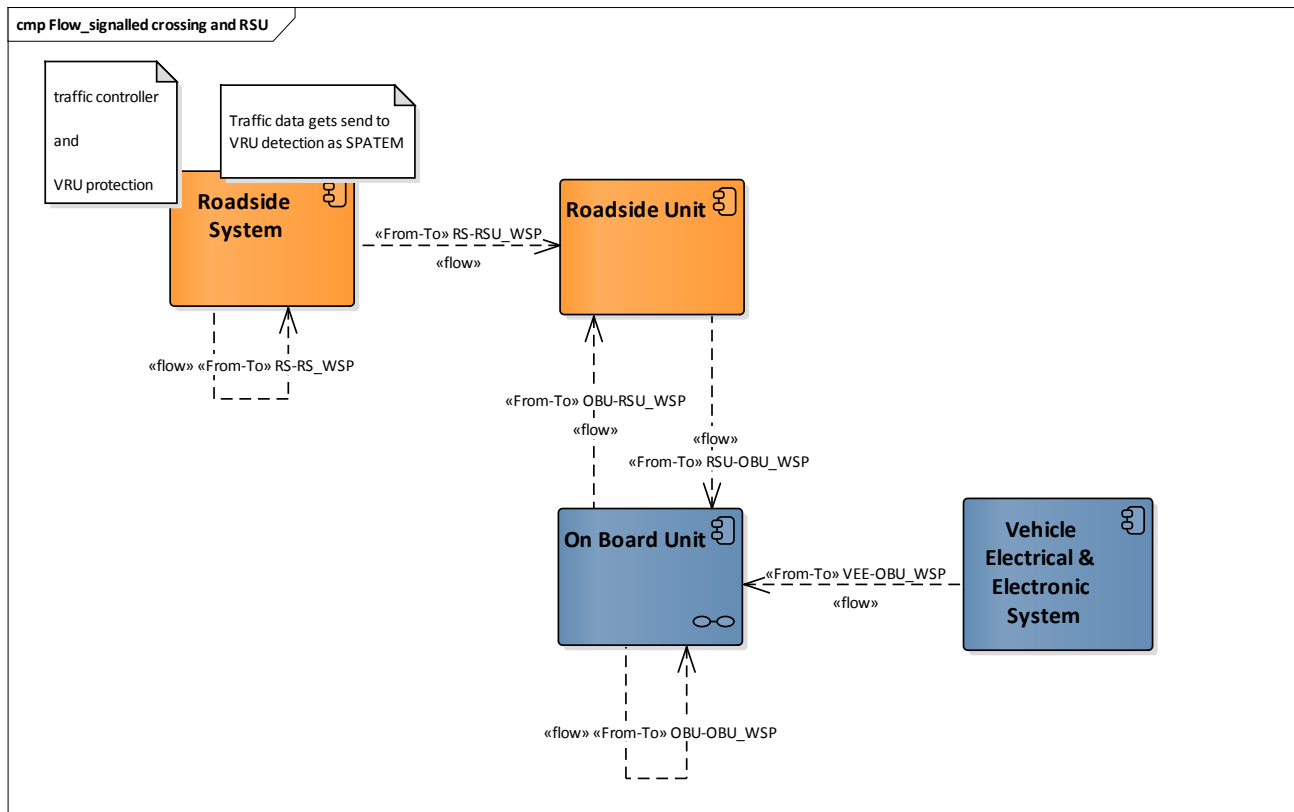 cmp Flow_signalled crossing and RSU
traffic controller
and
VRU protection
Traffic data gets send to
VRU detection as SPATEM
Roadside
System
Roadside Unit
«From-To» RS-RSU_WSP
«flow»
«flow» «From-To» RS-RS_WSP
«From-To» OBU-RSU_WSP
«flow»
«flow»
«From-To» RSU-OBU_WSP
On Board Unit
Vehicle
Electrical &
Electronic
System
«From-To» VEE-OBU_WSP
«flow»
«flow» «From-To» OBU-OBU_WSP